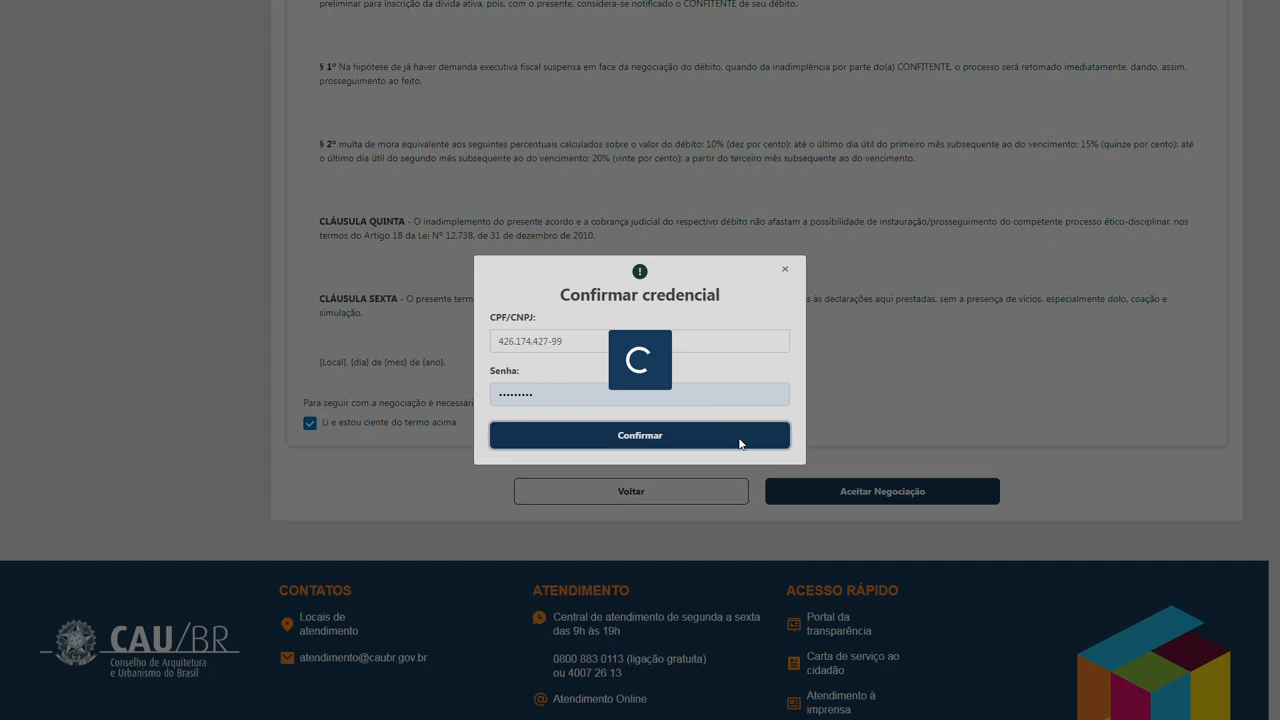 preliminar para inscrição da dívida ativa, pois, com o presente, considera-se notificado o CONFITENTE de seu débito.
§ 1º Na hipótese de já haver demanda executiva fiscal suspensa em face da negociação do débito, quando da inadimplência por parte do(a) CONFITENTE, o processo será retomado imediatamente, dando, assim,
prosseguimento ao feito.
§ 2º multa de mora equivalente aos seguintes percentuais calculados sobre o valor do débito: 10% (dez por cento): até o último dia útil do primeiro mês subsequente ao do vencimento; 15% (quinze por cento): até
o último dia útil do segundo mês subsequente ao do vencimento; 20% (vinte por cento): a partir do terceiro mês subsequente ao do vencimento.
CLÁUSULA QUINTA - O inadimplemento do presente acordo e a cobrança judicial do respectivo débito não afastam a possibilidade de instauração/prosseguimento do competente processo ético-disciplinar, nos
termos do Artigo 18 da Lei Nº 12.738, de 31 de dezembro de 2010.
CLÁUSULA SEXTA - O presente term
s às declarações aqui prestadas, sem a presença de vícios, especialmente dolo, coação e
simulação.
{Local}, {dia} de {mes} de {ano}.
Para seguir com a negociação é necessári
Li e estou ciente do termo acima
Confirmar credencial
×
CPF/CNPJ:
426.174.427-99
Senha:
•••••••••
Confirmar
Voltar
Aceitar Negociação
CAU/BR
Conselho de Arquitetura
e Urbanismo do Brasil
CONTATOS
Locais de
atendimento
atendimento@caubr.gov.br
ATENDIMENTO
Central de atendimento de segunda a sexta
das 9h às 19h
0800 883 0113 (ligação gratuita)
ou 4007 26 13
Atendimento Online
ACESSO RÁPIDO
Portal da
transparência
Carta de serviço ao
cidadão
Atendimento à
imprensa